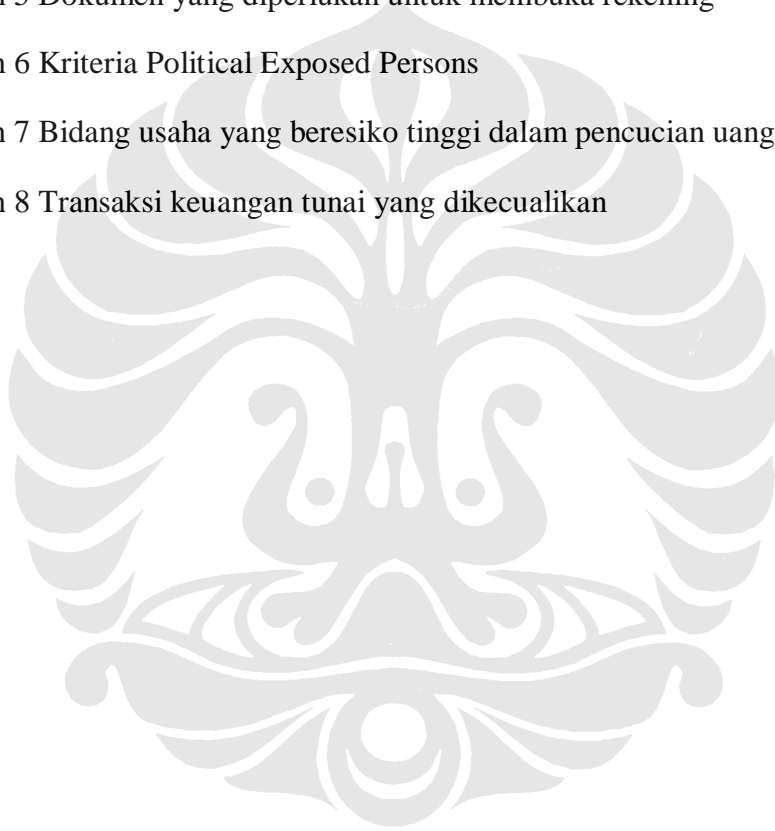 n 5 Dokumen yang diperlukan untuk membuka rekening
n 6 Kriteria Political Exposed Persons
n 7 Bidang usaha yang beresiko tinggi dalam pencucian uang
n 8 Transaksi keuangan tunai yang dikecualikan